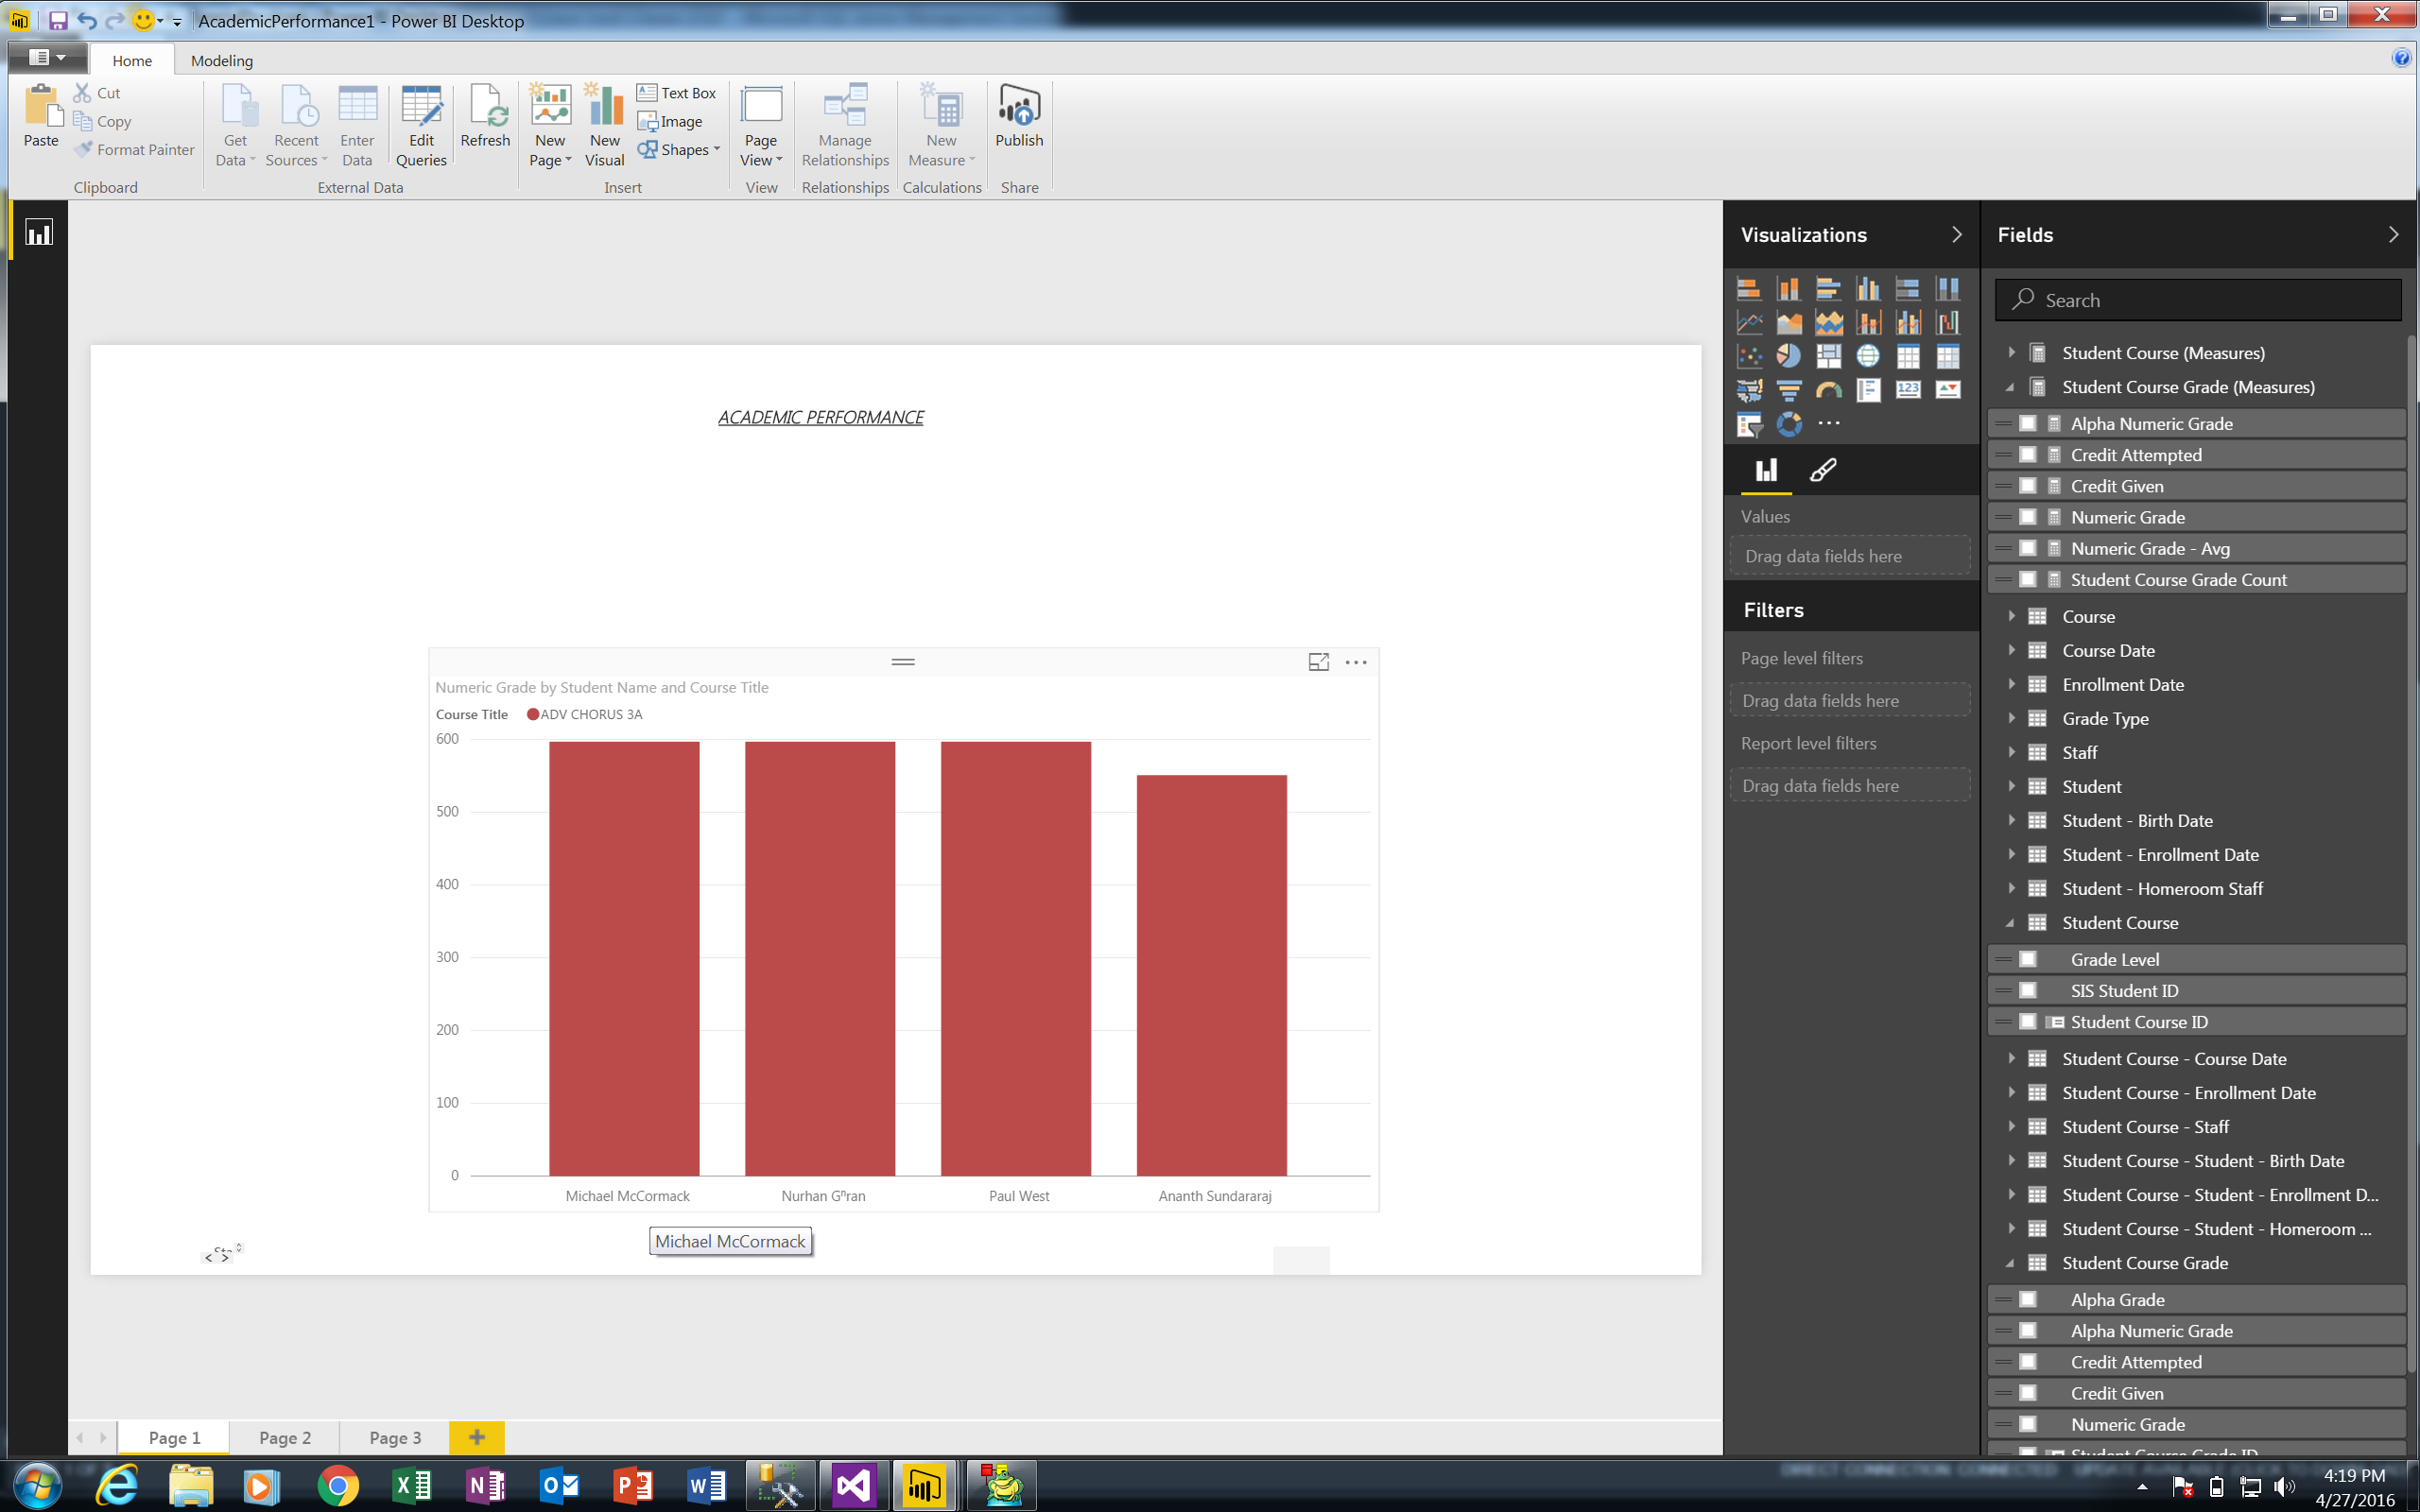 AcademicPerformance1 - Power BI Desktop
Home
Modeling
Paste
Cut
Copy
Format Painter
Clipboard
Get Data
Recent Sources
Enter Data
Edit Queries
Refresh
External Data
New Page
New Visual
Text Box
Image
Shapes
Insert
Page View
View
Manage Relationships
Relationships
New Measure
Calculations
Publish
Share
ACADEMIC PERFORMANCE
Numeric Grade by Student Name and Course Title
Course Title
ADV CHORUS 3A
600
500
400
300
200
100
0
Michael McCormack
Nurhan Gⁿran
Paul West
Ananth Sundararaj
Michael McCormack
Page 1
Page 2
Page 3
Visualizations
123
Values
Drag data fields here
Filters
Page level filters
Drag data fields here
Report level filters
Drag data fields here
Fields
Search
Student Course (Measures)
Student Course Grade (Measures)
Alpha Numeric Grade
Credit Attempted
Credit Given
Numeric Grade
Numeric Grade - Avg
Student Course Grade Count
Course
Course Date
Enrollment Date
Grade Type
Staff
Student
Student - Birth Date
Student - Enrollment Date
Student - Homeroom Staff
Student Course
Grade Level
SIS Student ID
Student Course ID
Student Course - Course Date
Student Course - Enrollment Date
Student Course - Staff
Student Course - Student - Birth Date
Student Course - Student - Enrollment D...
Student Course - Student - Homeroom ...
Student Course Grade
Alpha Grade
Alpha Numeric Grade
Credit Attempted
Credit Given
Numeric Grade
Student Course Grade ID
4:19 PM
4/27/2016